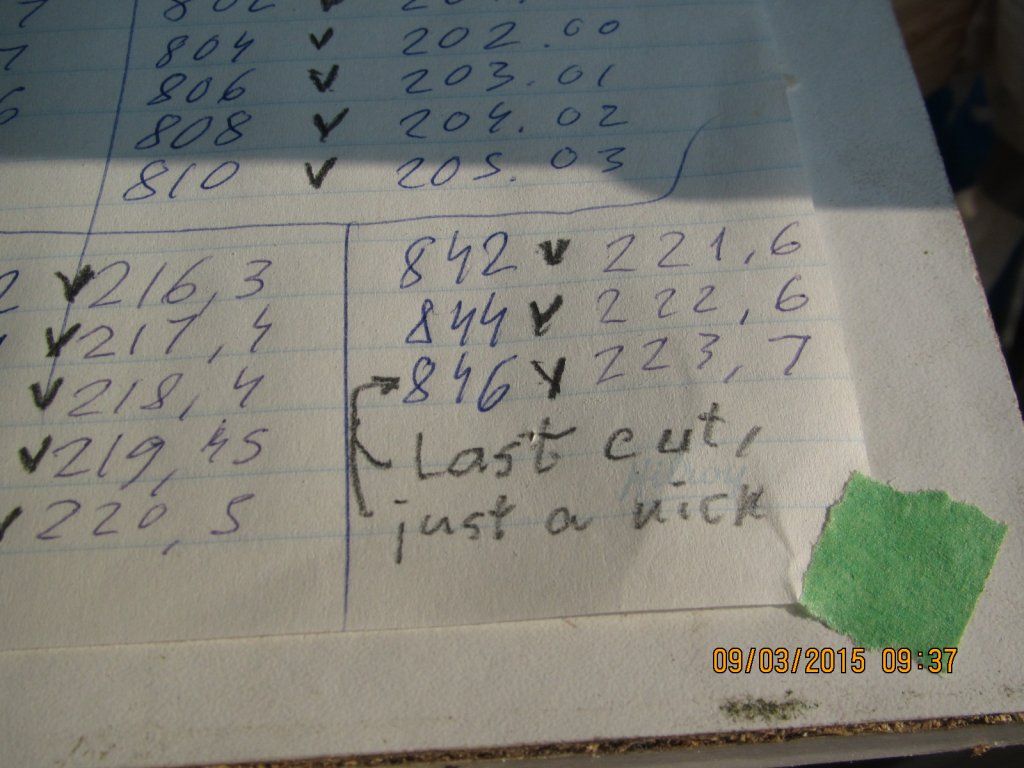 802 v
804 v 202.00
806 v 203.01
808 v 204.02
810 v 205.03
v 216,3
v 217,4
v 218,4
v 219,45
v 220,5
842 v 221,6
844 v 222,6
846 v 223,7
Last cut,
just a nick
Hilroy
09/03/2015 09:37